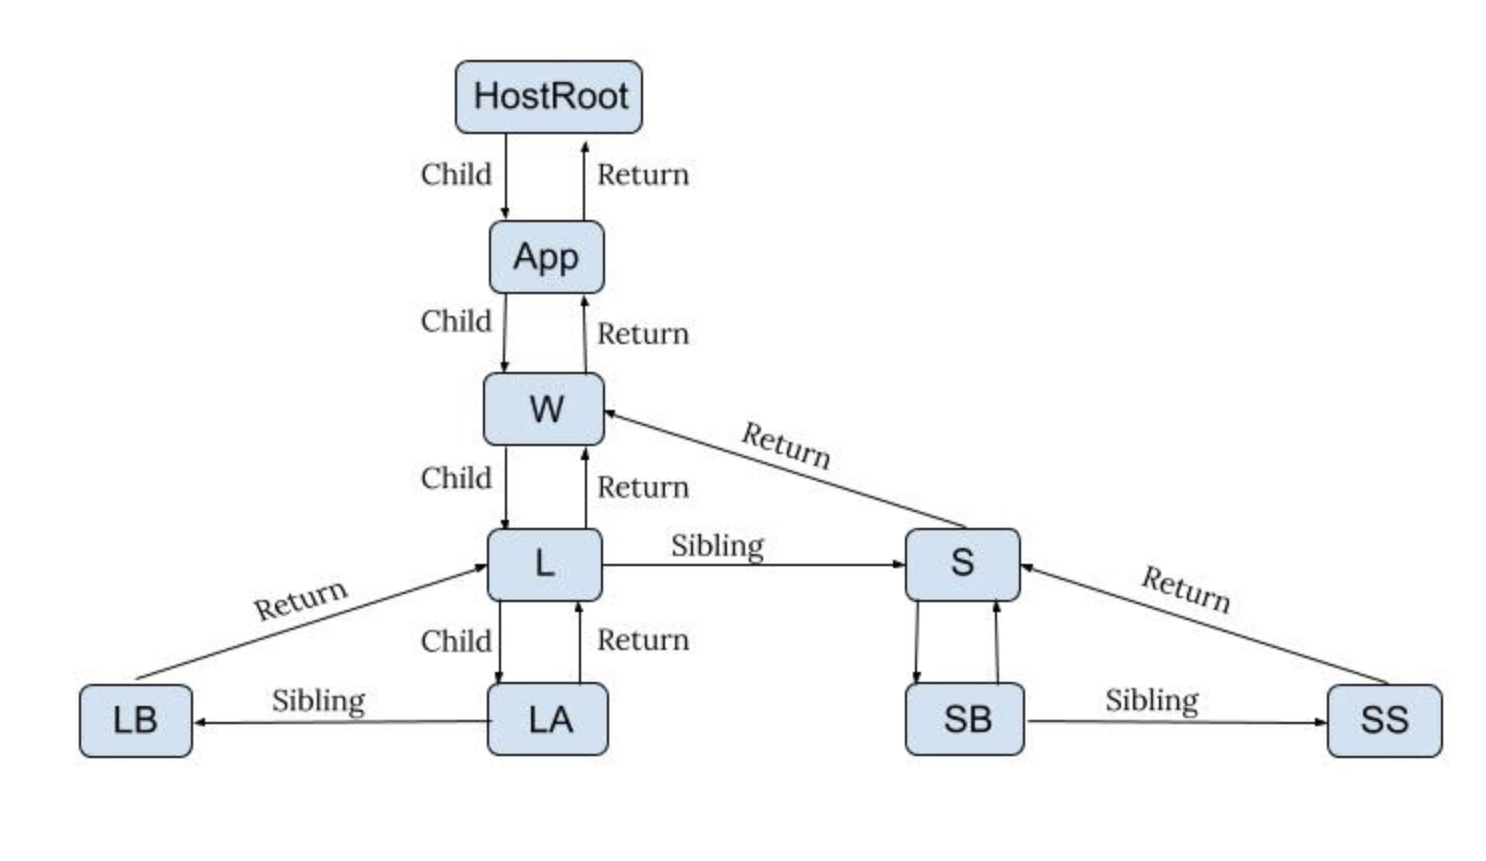 HostRoot
Child
Return
App
Child
Return
W
Return
Child
Return
L
Sibling
S
Return
Child
Return
Return
LB
Sibling
LA
SB
Sibling
SS